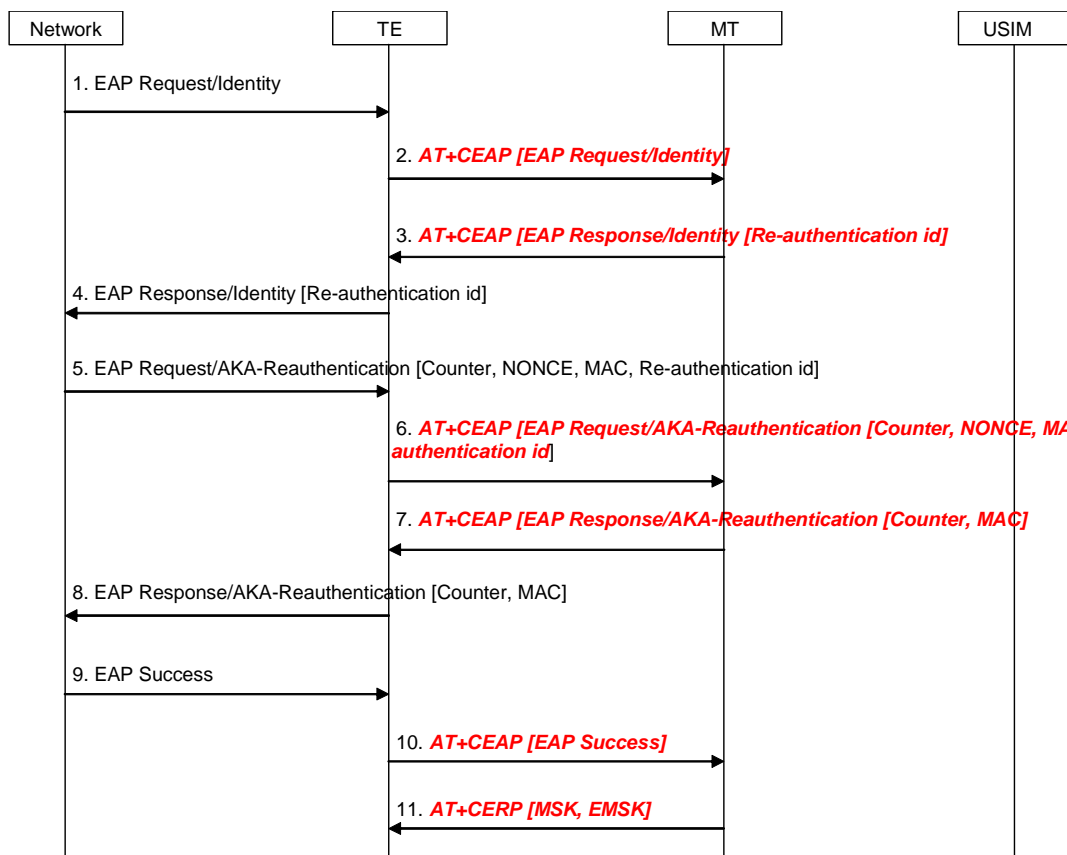 Network
TE
MT
USIM
1. EAP Request/Identity
2. AT+CEAP [EAP Request/Identity]
3. AT+CEAP [EAP Response/Identity [Re-authentication id]
4. EAP Response/Identity [Re-authentication id]
5. EAP Request/AKA-Reauthentication [Counter, NONCE, MAC, Re-authentication id]
6. AT+CEAP [EAP Request/AKA-Reauthentication [Counter, NONCE,
authentication id]
7. AT+CEAP [EAP Response/AKA-Reauthentication [Counter, MAC]
8. EAP Response/AKA-Reauthentication [Counter, MAC]
9. EAP Success
10. AT+CEAP [EAP Success]
11. AT+CERP [MSK, EMSK]